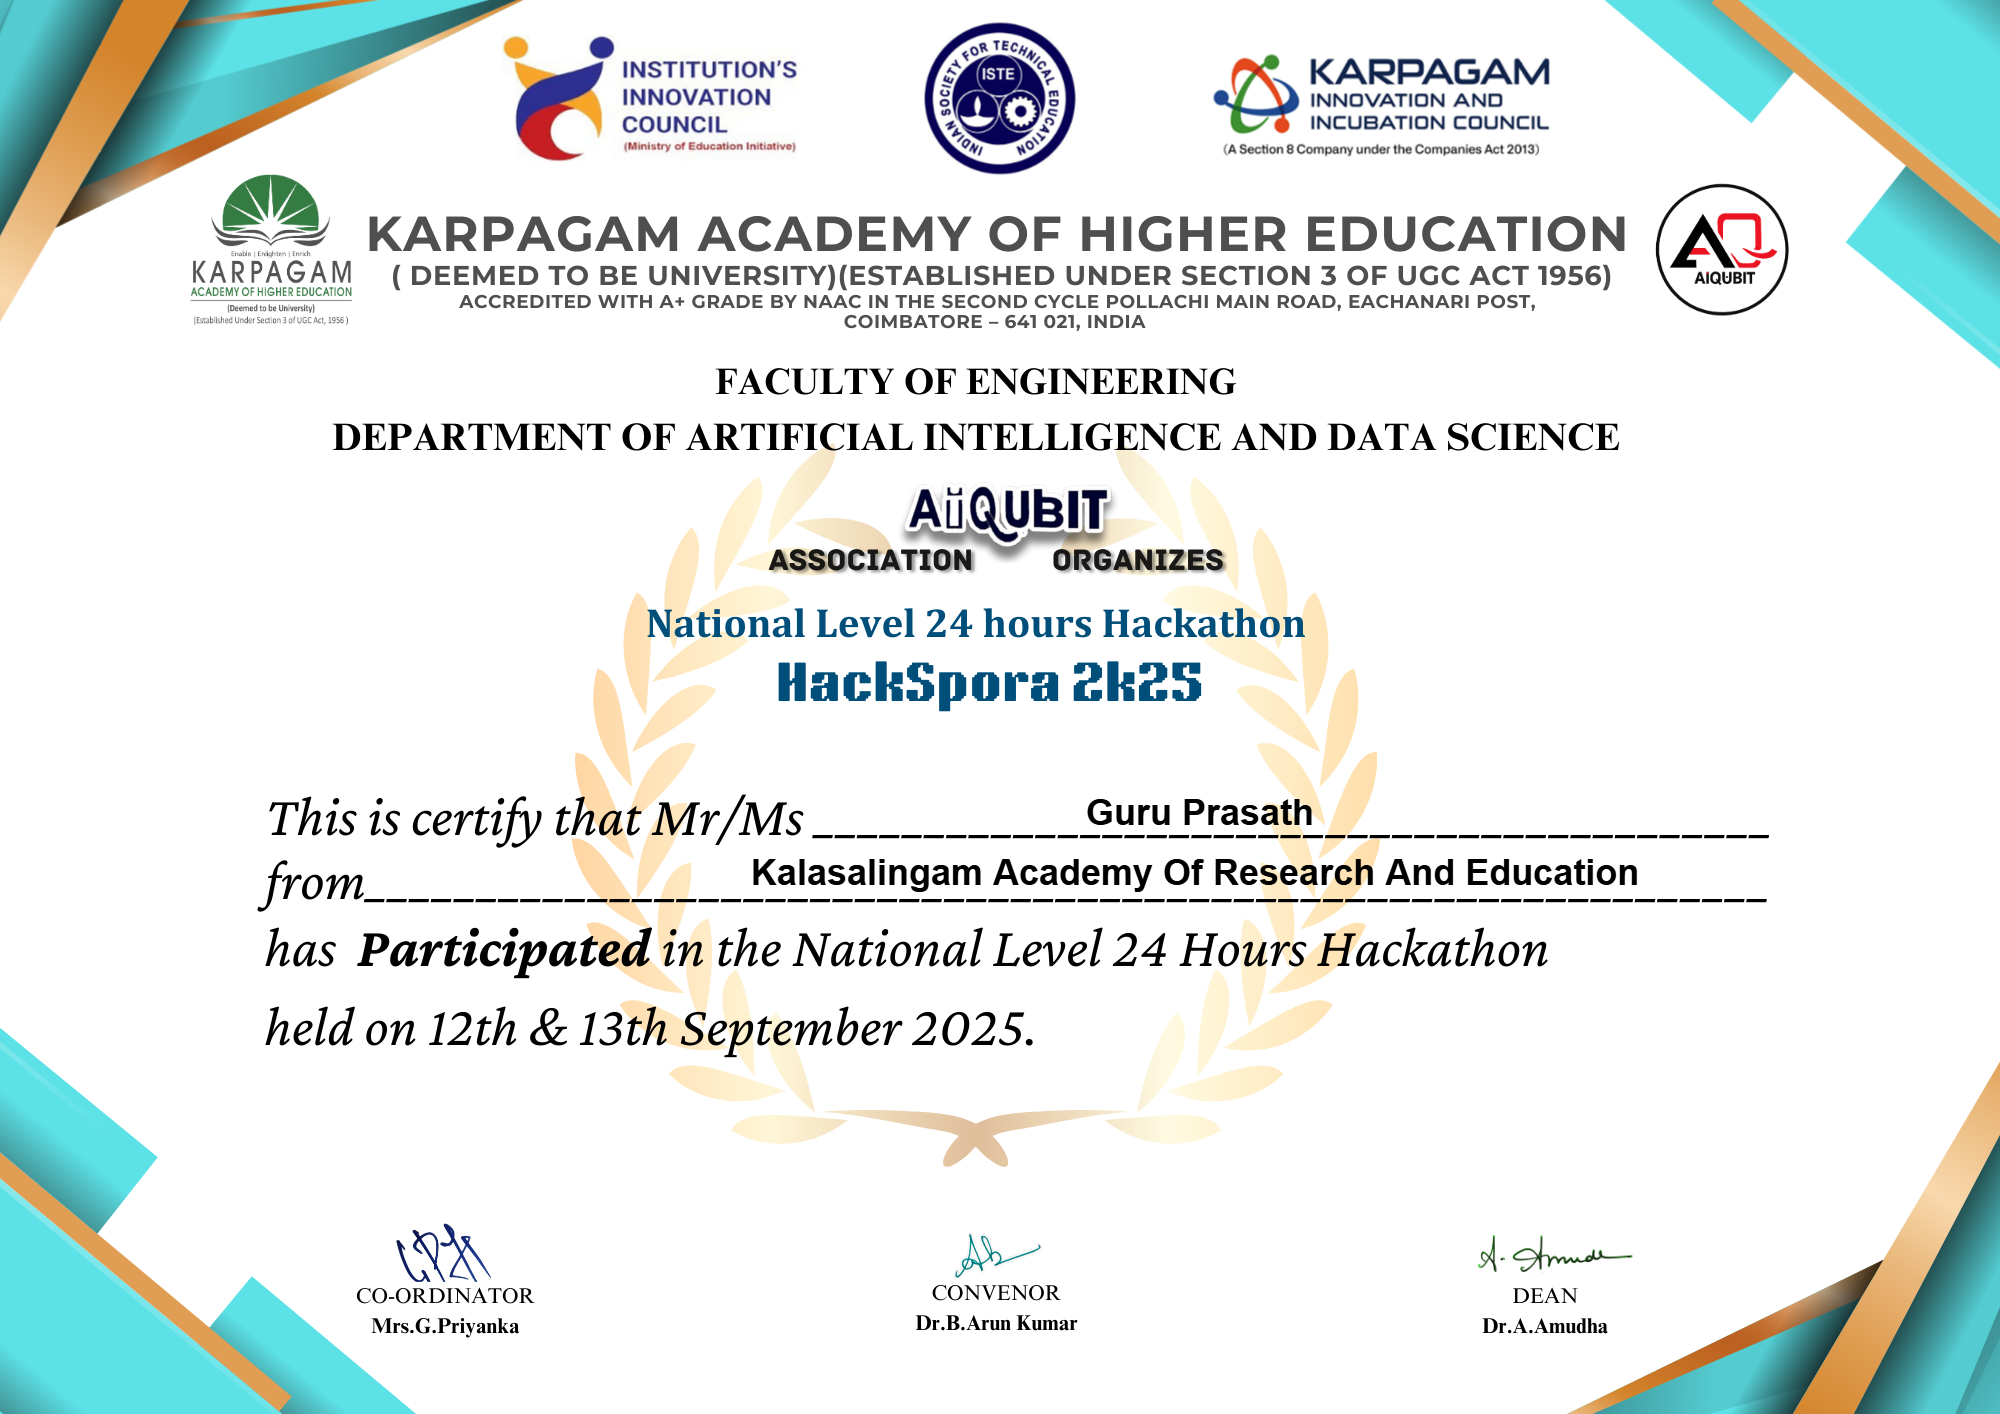 INSTITUTION'S
INNOVATION
COUNCIL
(Ministry of Education Initiative)
INDIAN SOCIETY FOR TECHNICAL EDUCATION
ISTE
KARPAGAM
INNOVATION AND
INCUBATION COUNCIL
(A Section 8 Company under the Companies Act 2013)
Enable | Enlighten | Enrich
KARPAGAM
ACADEMY OF HIGHER EDUCATION
(Deemed to be University)
(Established Under Section 3 of UGC Act, 1956 )
KARPAGAM ACADEMY OF HIGHER EDUCATION
( DEEMED TO BE UNIVERSITY)(ESTABLISHED UNDER SECTION 3 OF UGC ACT 1956)
ACCREDITED WITH A+ GRADE BY NAAC IN THE SECOND CYCLE POLLACHI MAIN ROAD, EACHANARI POST,
COIMBATORE – 641 021, INDIA
AQ
AIQUBIT
FACULTY OF ENGINEERING
DEPARTMENT OF ARTIFICIAL INTELLIGENCE AND DATA SCIENCE
AiQUbIT
ASSOCIATION ORGANIZES
National Level 24 hours Hackathon
HackSpora 2k25
This is certify that Mr/Ms Guru Prasath
from Kalasalingam Academy Of Research And Education
has Participated in the National Level 24 Hours Hackathon
held on 12th & 13th September 2025.
A. Amude
CO-ORDINATOR
Mrs.G.Priyanka
CONVENOR
Dr.B.Arun Kumar
DEAN
Dr.A.Amudha